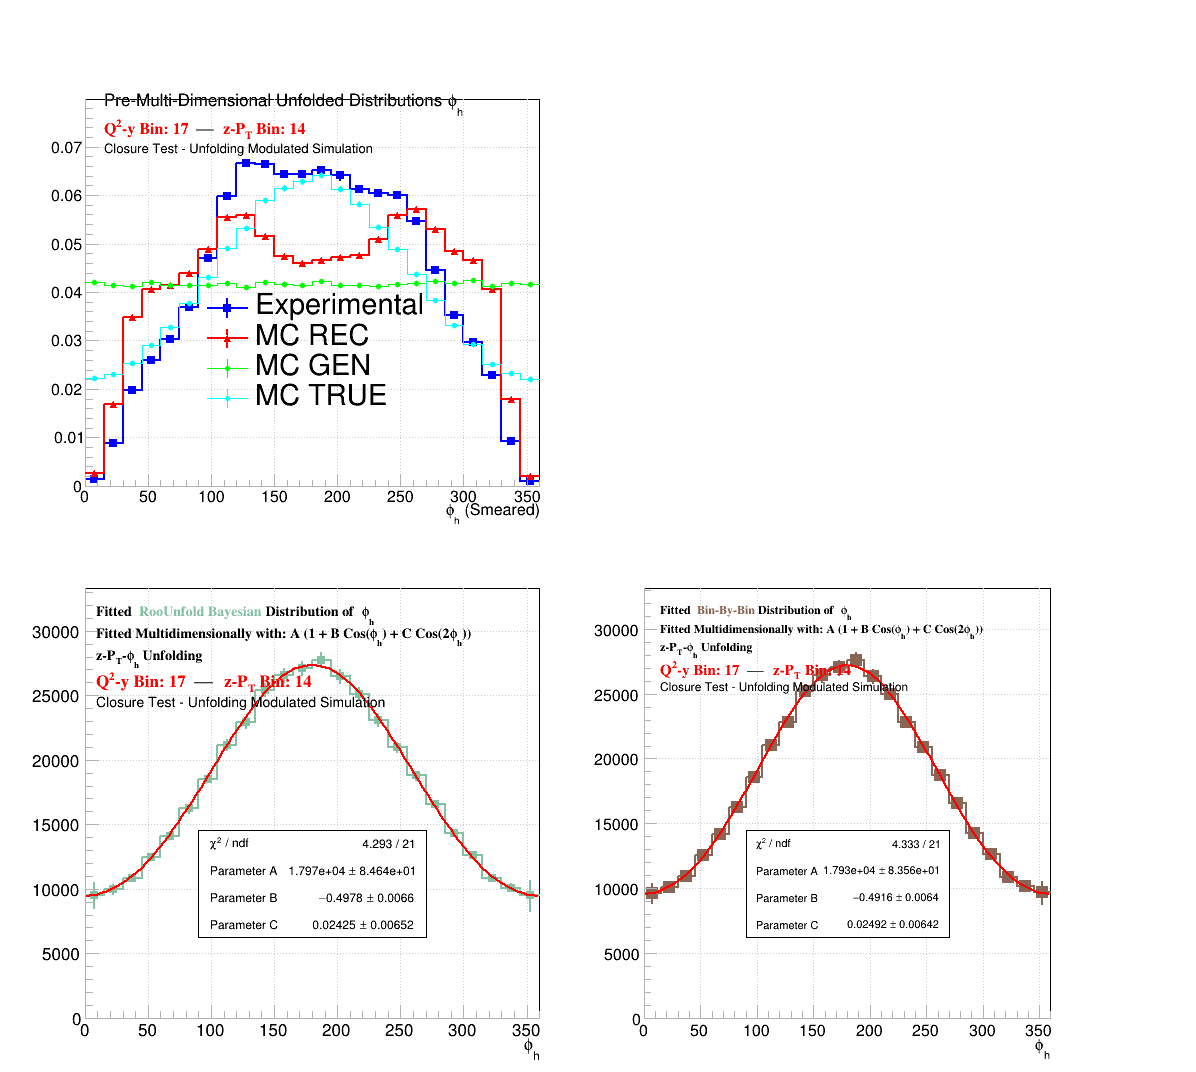 Pre-Multi-Dimensional Unfolded Distributions ϕh
Q²-y Bin: 17 — z-PT Bin: 14
Closure Test - Unfolding Modulated Simulation
0.07
0.06
0.05
0.04
0.03
0.02
0.01
0
Experimental
MC REC
MC GEN
MC TRUE
0 50 100 150 200 250 300 350
ϕh (Smeared)
Fitted RooUnfold Bayesian Distribution of ϕh
Fitted Multidimensionally with: A (1 + B Cos(ϕh) + C Cos(2ϕh))
z-PT-ϕh Unfolding
Q²-y Bin: 17 — z-PT Bin: 14
Closure Test - Unfolding Modulated Simulation
30000
25000
20000
15000
10000
5000
0
χ² / ndf 4.293 / 21
Parameter A 1.797e+04 ± 8.464e+01
Parameter B −0.4978 ± 0.0066
Parameter C 0.02425 ± 0.00652
0 50 100 150 200 250 300 350
ϕh
Fitted Bin-By-Bin Distribution of ϕh
Fitted Multidimensionally with: A (1 + B Cos(ϕh) + C Cos(2ϕh))
z-PT-ϕh Unfolding
Q²-y Bin: 17 — z-PT Bin: 14
Closure Test - Unfolding Modulated Simulation
30000
25000
20000
15000
10000
5000
0
χ² / ndf 4.333 / 21
Parameter A 1.793e+04 ± 8.356e+01
Parameter B −0.4916 ± 0.0064
Parameter C 0.02492 ± 0.00642
0 50 100 150 200 250 300 350
ϕh